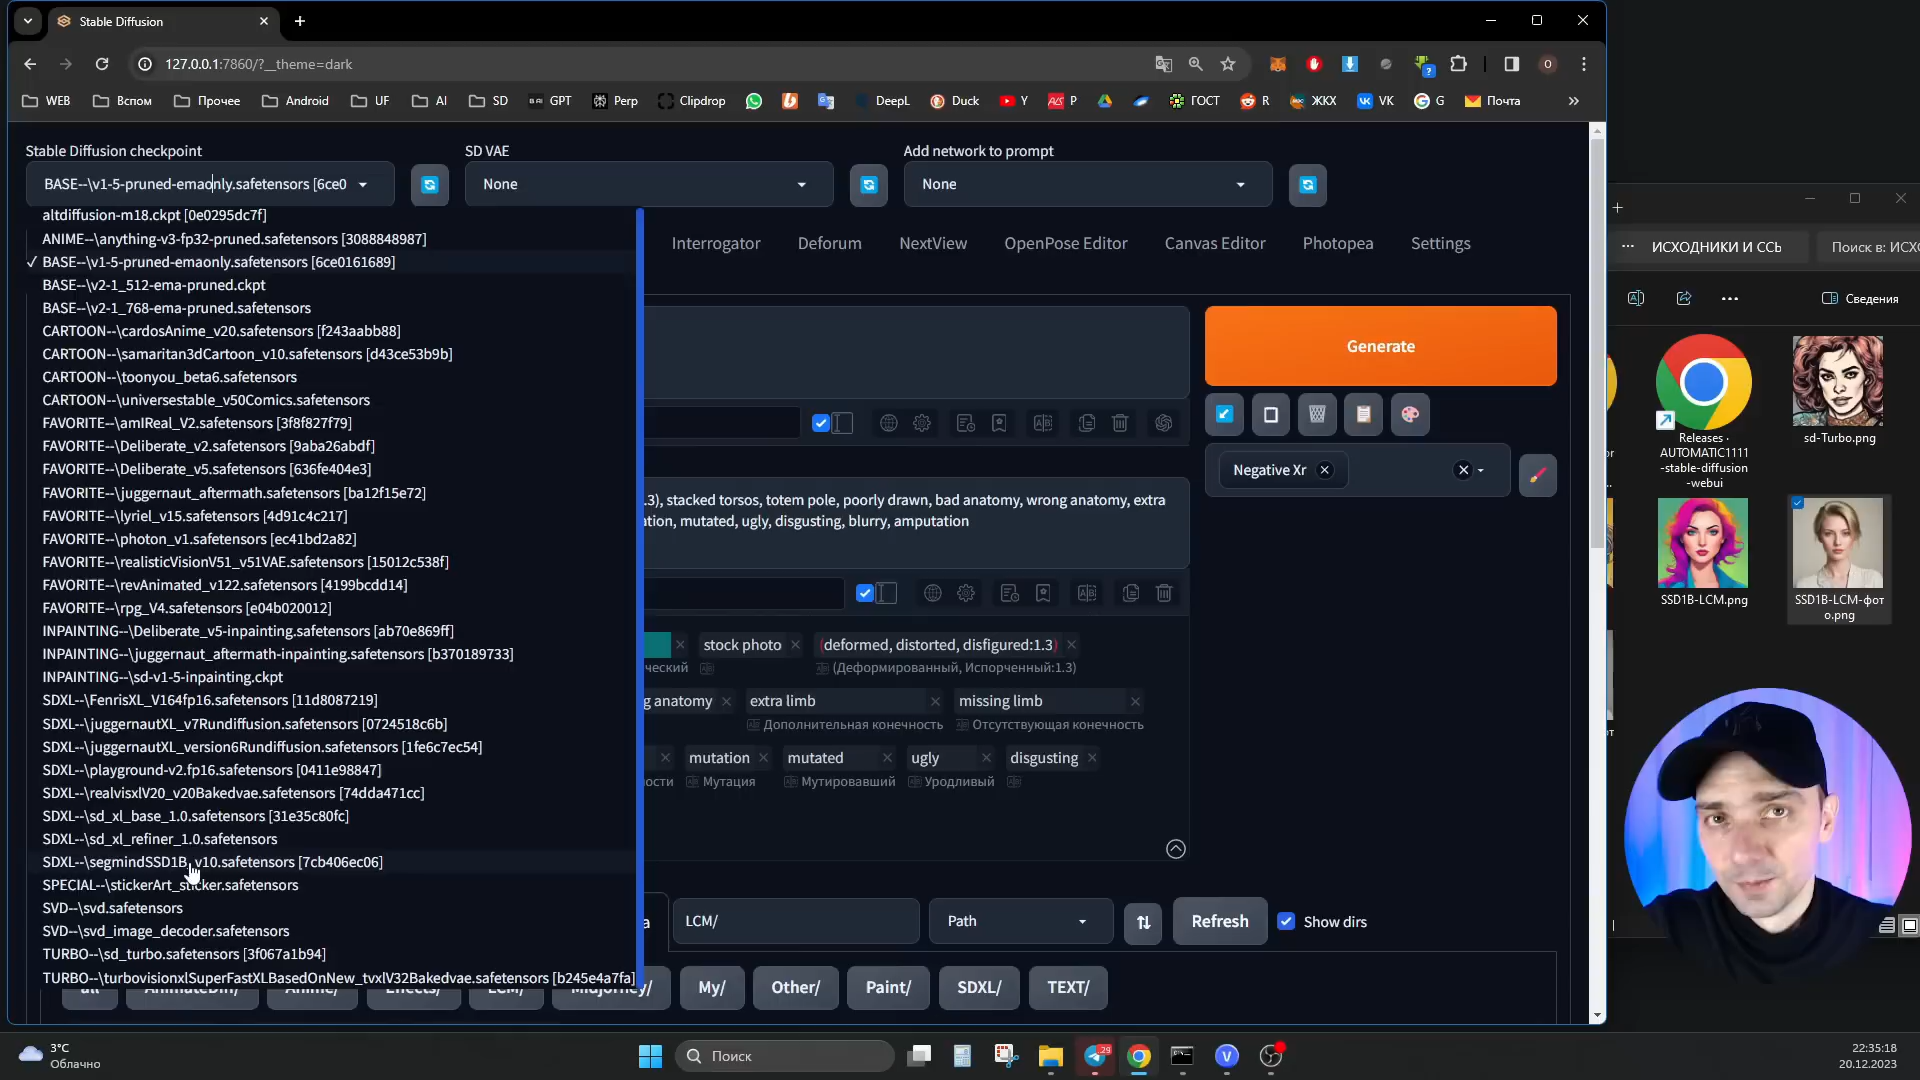 Stable Diffusion
127.0.0.1:7860/?__theme=dark
WEB
Вспом
Прочее
Android
UF
AI
SD
GPT
Perp
Clipdrop
DeepL
Duck
Y
P
ГОСТ
R
ЖКХ
VK
G
Почта
Stable Diffusion checkpoint
SD VAE
Add network to prompt
BASE--\v1-5-pruned-emaonly.safetensors [6ce0
None
None
altdiffusion-m18.ckpt [0e0295dc7f]
ANIME--\anything-v3-fp32-pruned.safetensors [3088848987]
✓ BASE--\v1-5-pruned-emaonly.safetensors [6ce0161689]
BASE--\v2-1_512-ema-pruned.ckpt
BASE--\v2-1_768-ema-pruned.safetensors
CARTOON--\cardosAnime_v20.safetensors [f243aabb88]
CARTOON--\samaritan3dCartoon_v10.safetensors [d43ce53b9b]
CARTOON--\toonyou_beta6.safetensors
CARTOON--\universestable_v50Comics.safetensors
FAVORITE--\amIReal_V2.safetensors [3f8f827f79]
FAVORITE--\Deliberate_v2.safetensors [9aba26abdf]
FAVORITE--\Deliberate_v5.safetensors [636fe404e3]
FAVORITE--\juggernaut_aftermath.safetensors [ba12f15e72]
FAVORITE--\lyriel_v15.safetensors [4d91c4c217]
FAVORITE--\photon_v1.safetensors [ec41bd2a82]
FAVORITE--\realisticVisionV51_v51VAE.safetensors [15012c538f]
FAVORITE--\revAnimated_v122.safetensors [4199bcdd14]
FAVORITE--\rpg_V4.safetensors [e04b020012]
INPAINTING--\Deliberate_v5-inpainting.safetensors [ab70e869ff]
INPAINTING--\juggernaut_aftermath-inpainting.safetensors [b370189733]
INPAINTING--\sd-v1-5-inpainting.ckpt
SDXL--\FenrisXL_V164fp16.safetensors [11d8087219]
SDXL--\juggernautXL_v7Rundiffusion.safetensors [0724518c6b]
SDXL--\juggernautXL_version6Rundiffusion.safetensors [1fe6c7ec54]
SDXL--\playground-v2.fp16.safetensors [0411e98847]
SDXL--\realvisxlV20_v20Bakedvae.safetensors [74dda471cc]
SDXL--\sd_xl_base_1.0.safetensors [31e35c80fc]
SDXL--\sd_xl_refiner_1.0.safetensors
SDXL--\segmindSSD1B_v10.safetensors [7cb406ec06]
SPECIAL--\stickerArt_sticker.safetensors
SVD--\svd.safetensors
SVD--\svd_image_decoder.safetensors
TURBO--\sd_turbo.safetensors [3f067a1b94]
TURBO--\turbovisionxlSuperFastXLBasedOnNew_tvxlV32Bakedvae.safetensors [b245e4a7fa]
Interrogator
Deforum
NextView
OpenPose Editor
Canvas Editor
Photopea
Settings
Generate
Negative Xr
.3), stacked torsos, totem pole, poorly drawn, bad anatomy, wrong anatomy, extra
mutated, ugly, disgusting, blurry, amputation
stock photo
(deformed, distorted, disfigured:1.3)
(Деформированный, Испорченный:1.3)
anatomy
extra limb
missing limb
Дополнительная конечность
Отсутствующая конечность
mutation
mutated
ugly
disgusting
Мутация
Мутировавший
Уродливый
a
LCM/
Path
Refresh
Show dirs
all
Anime/
Effects/
LCM/
Midjorney/
My/
Other/
Paint/
SDXL/
TEXT/
ИСХОДНИКИ И ССЫ
Поиск в: ИСХО
Сведения
Releases ·
AUTOMATIC1111
-stable-diffusion
-webui
sd-Turbo.png
SSD1B-LCM.png
SSD1B-LCM-фот
о.png
3°C
Облачно
Поиск
29
22:35:18
20.12.2023